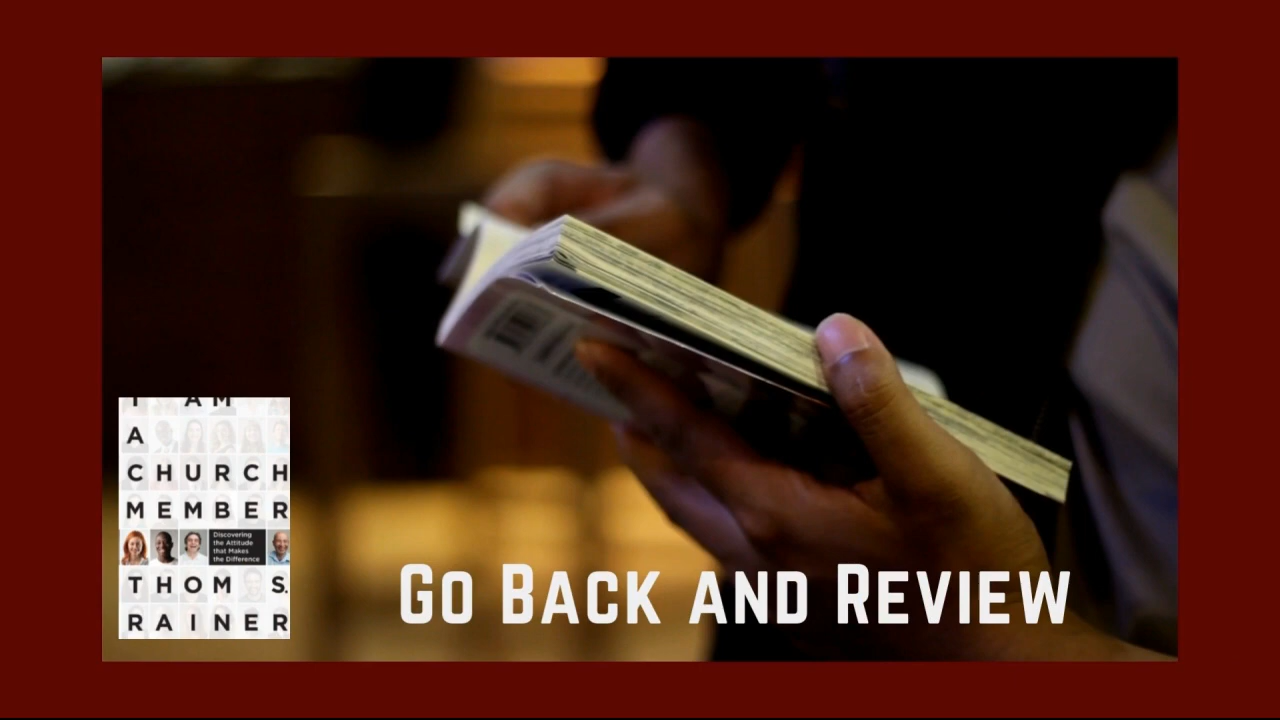 I AM
A
CHURCH
MEMBER
Discovering
the Attitude
that Makes
the Difference
THOM S.
RAINER
Go Back and Review